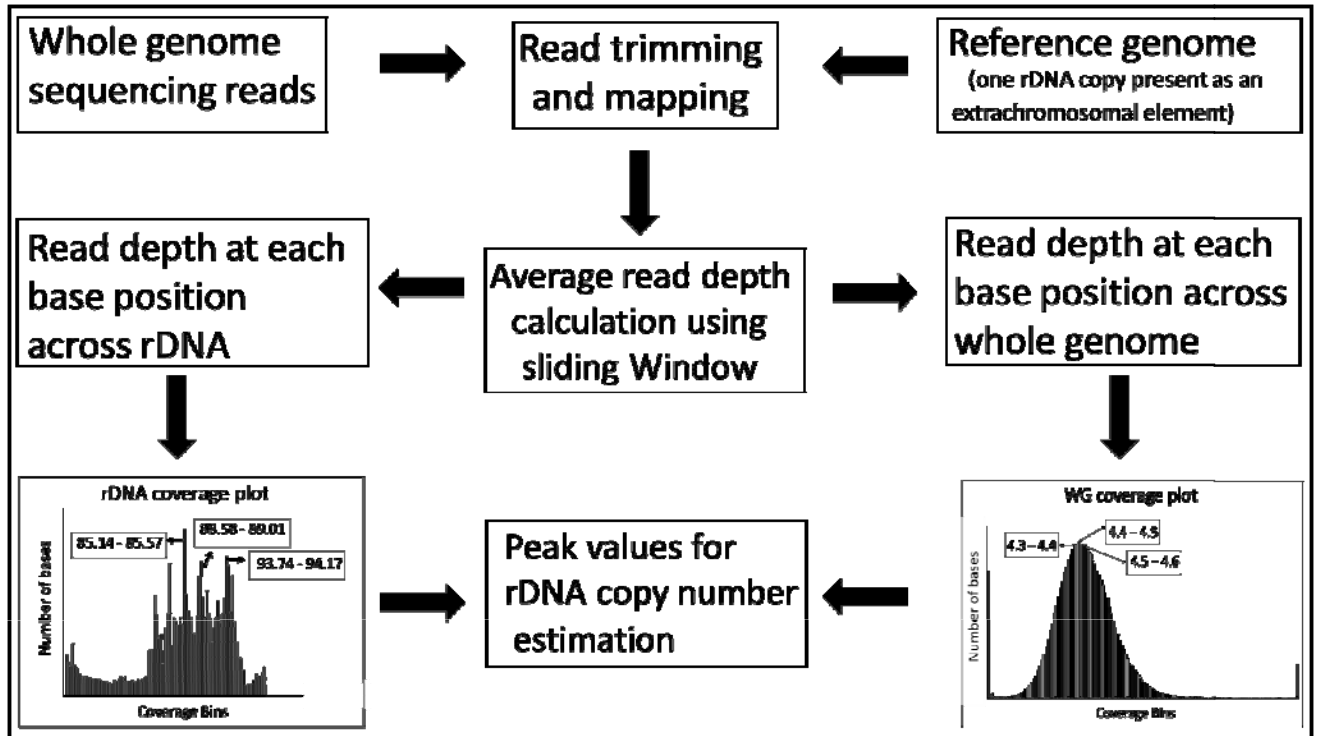 Whole genome
sequencing reads
Read trimming
and mapping
Reference genome
(one rDNA copy present as an
extrachromosomal element)
Read depth at each
base position
across rDNA
Average read depth
calculation using
sliding Window
Read depth at each
base position across
whole genome
rDNA coverage plot
85.14 - 85.57
88.58 - 89.01
93.74 - 94.17
Number of bases
Coverage Bins
Peak values for
rDNA copy number
estimation
WG coverage plot
4.3 – 4.4
4.4 – 4.5
4.5 – 4.6
Number of bases
Coverage Bins